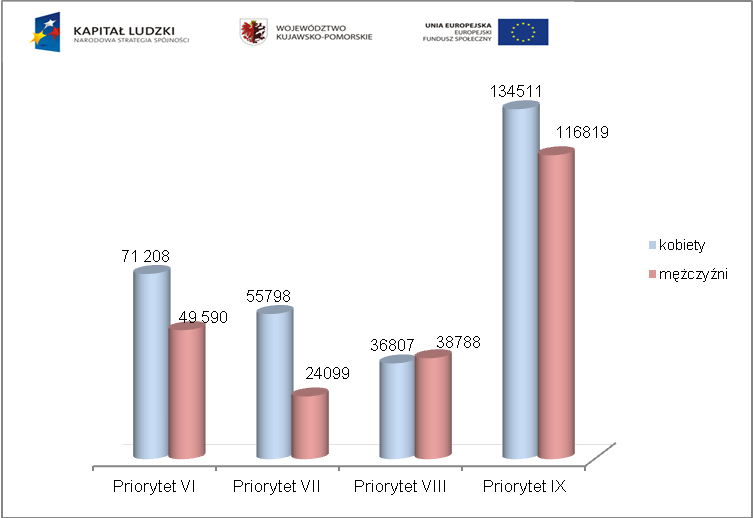 KAPITAŁ LUDZKI
NARODOWA STRATEGIA SPÓJNOŚCI
WOJEWÓDZTWO
KUJAWSKO-POMORSKIE
UNIA EUROPEJSKA
EUROPEJSKI
FUNDUSZ SPOŁECZNY
134511
116819
71 208
49 590
55798
24099
36807
38788
kobiety
mężczyźni
Priorytet VI
Priorytet VII
Priorytet VIII
Priorytet IX